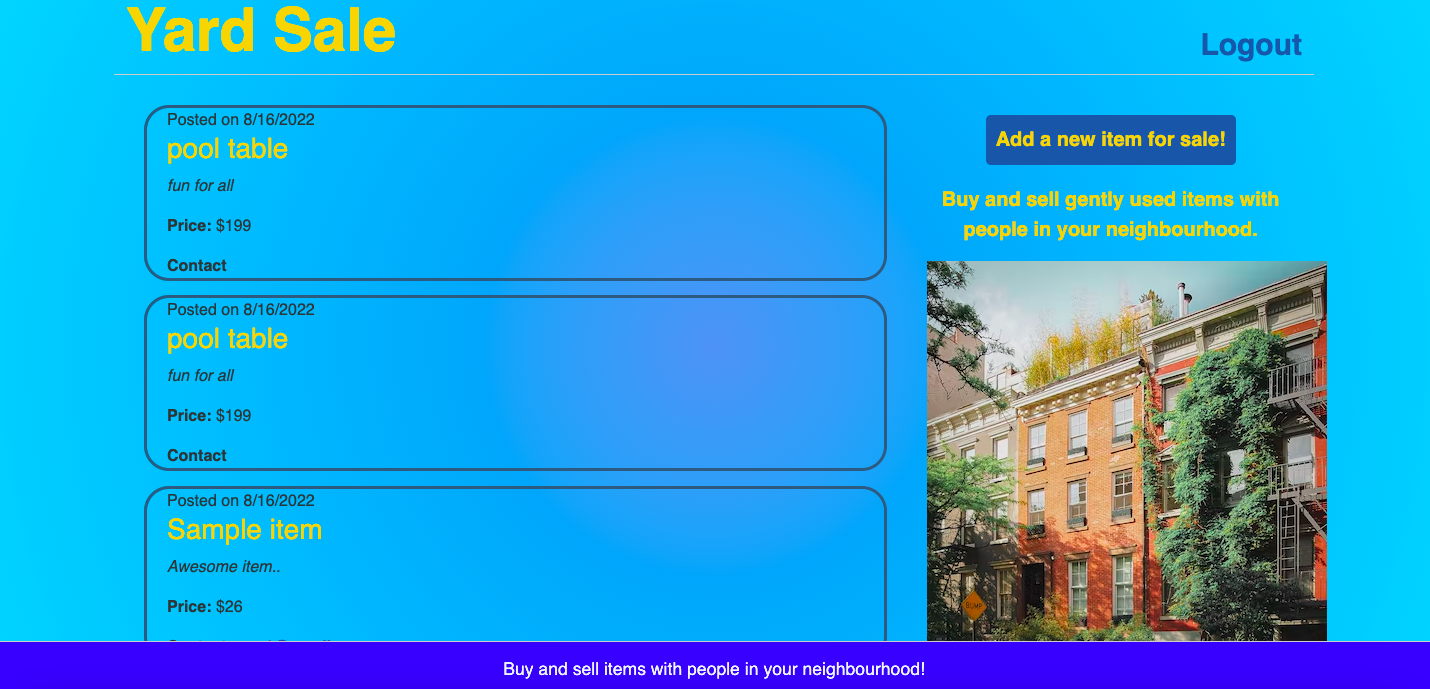 Yard Sale
Logout
Posted on 8/16/2022
pool table
fun for all
Price: $199
Contact
Posted on 8/16/2022
pool table
fun for all
Price: $199
Contact
Posted on 8/16/2022
Sample item
Awesome item..
Price: $26
Add a new item for sale!
Buy and sell gently used items with
people in your neighbourhood.
BUMP
Buy and sell items with people in your neighbourhood!